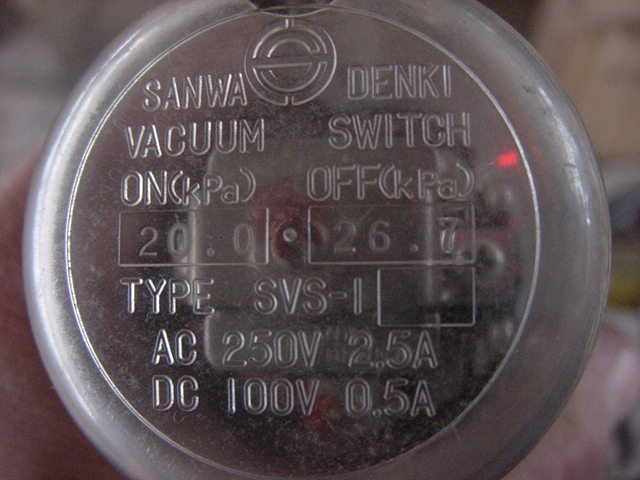 SANWA DENKI
VACUUM SWITCH
ON(kPa) OFF(kPa)
20.0 26.7
TYPE SVS-1
AC 250V 2.5A
DC 100V 0.5A